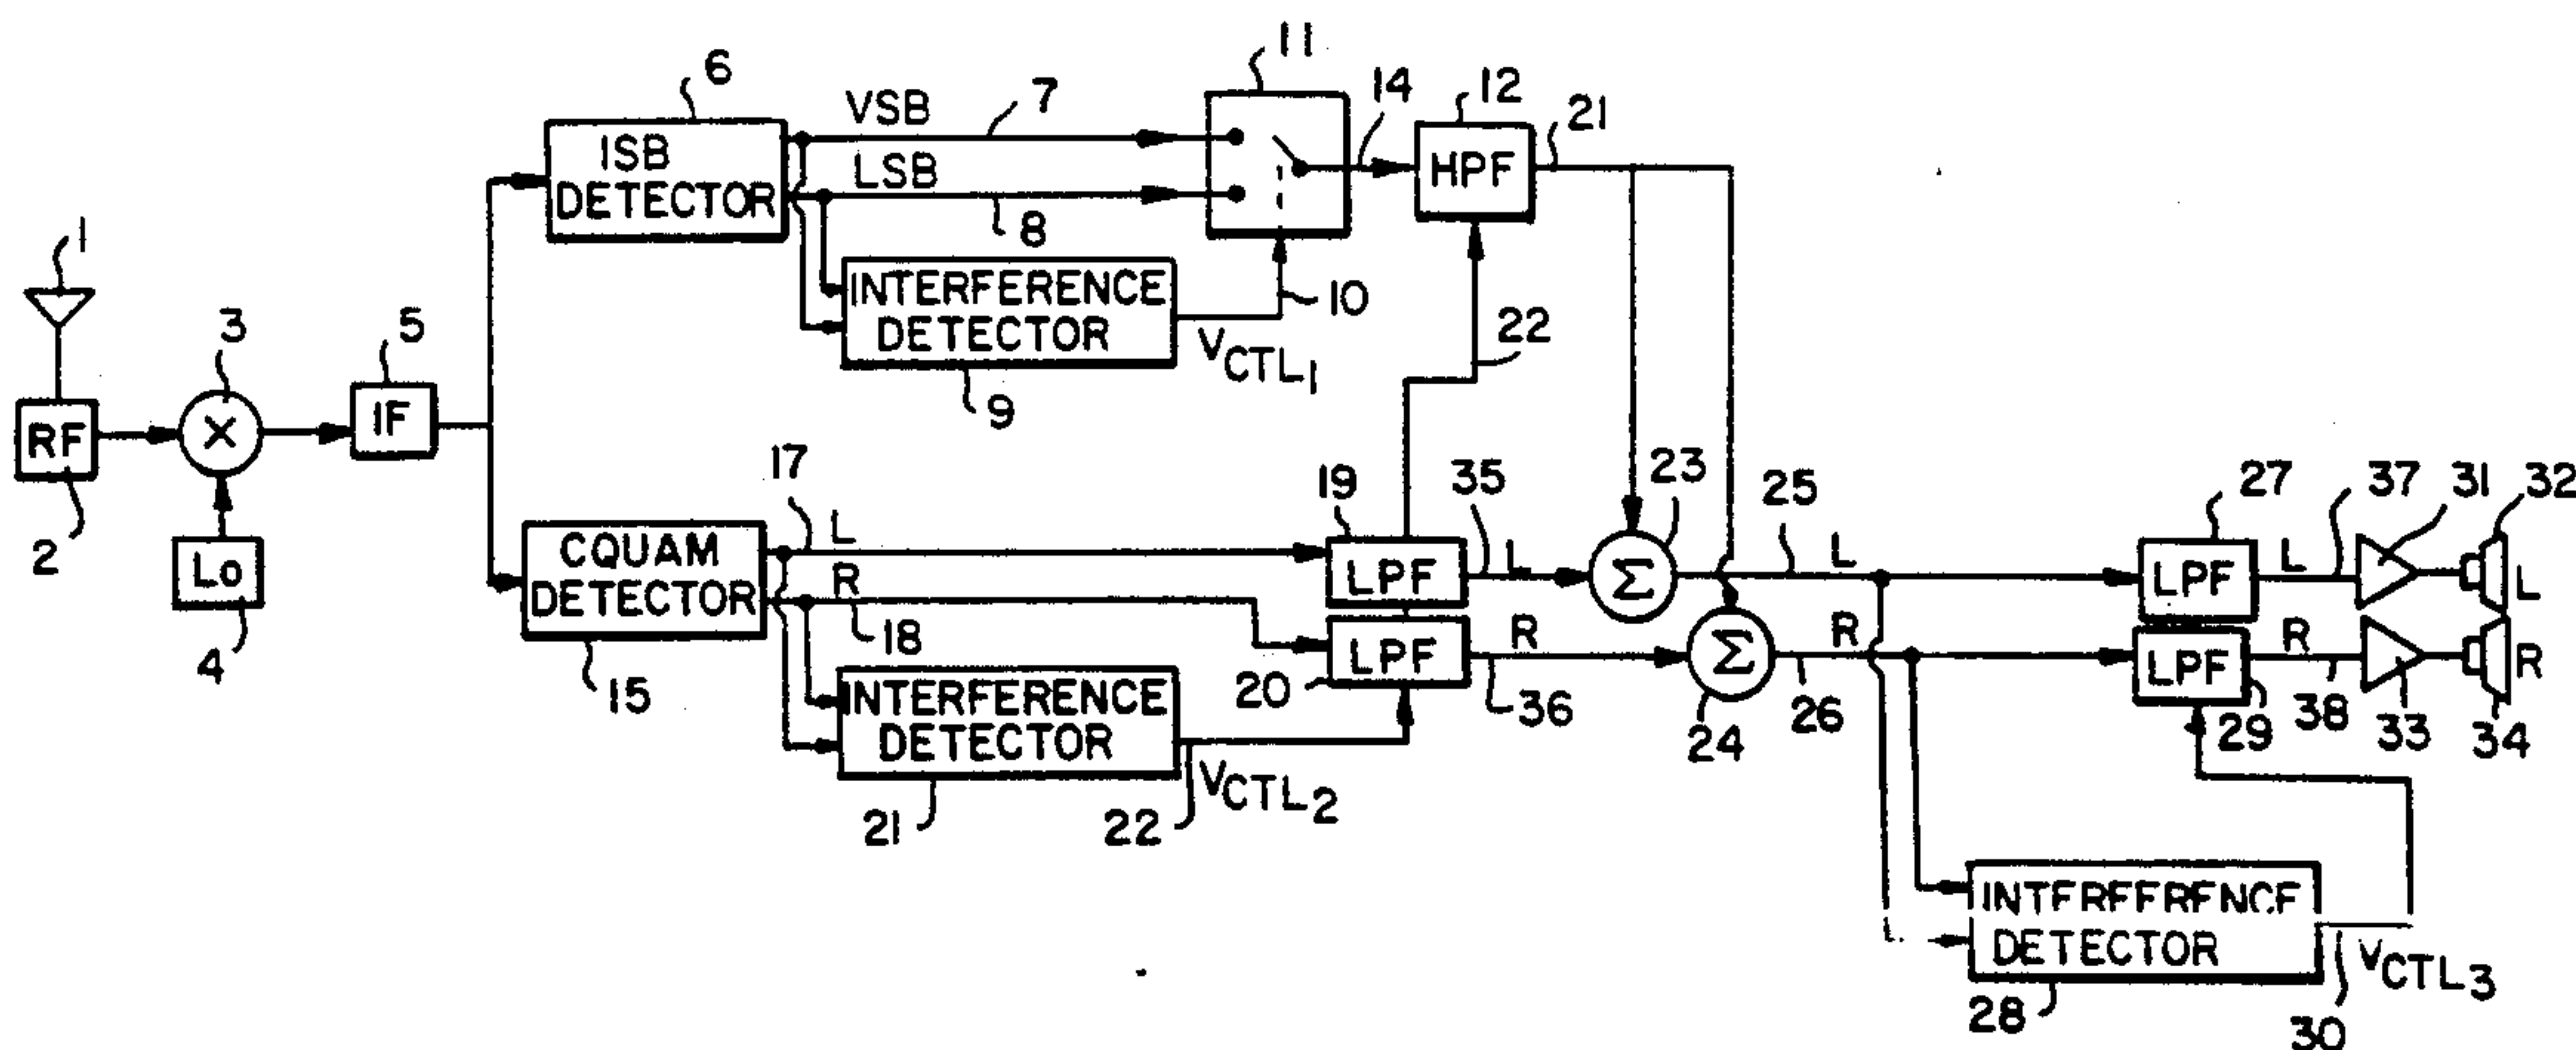 1
RF
2
3
X
Lo
4
5
IF
6
ISB
DETECTOR
VSB
7
LSB
8
INTERFERENCE
DETECTOR
9
VCTL1
10
11
14
12
HPF
21
22
CQUAM
DETECTOR
15
17
L
R
18
INTERFERENCE
DETECTOR
21
22
VCTL2
19
LPF
LPF
20
35
L
R
36
23
Σ
Σ
24
25
L
R
26
27
LPF
LPF
29
L
37
R
38
31
33
32
L
R
34
INTERFERENCE
DETECTOR
28
VCTL3
30